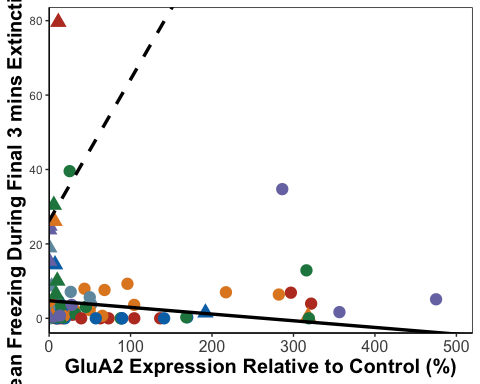 ean Freezing During Final 3 mins Extincti
80
60
40
20
0
0 100 200 300 400 500
GluA2 Expression Relative to Control (%)